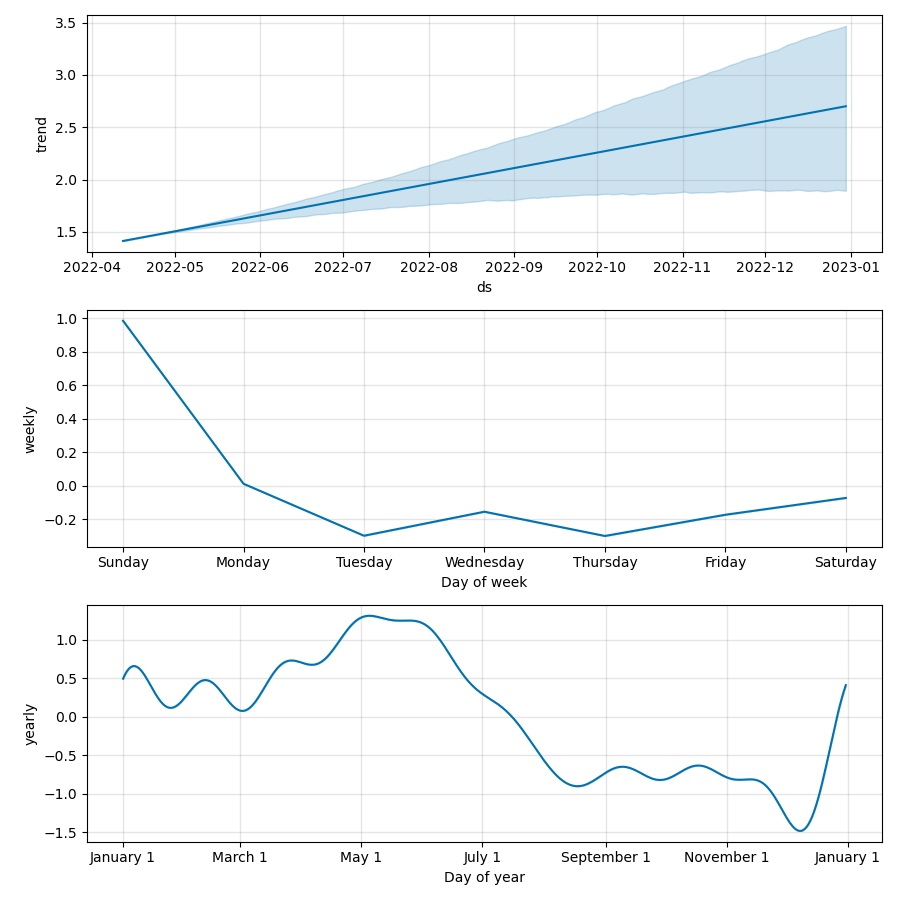 3.5
3.0
2.5
2.0
1.5
trend
2022-04 2022-05 2022-06 2022-07 2022-08 2022-09 2022-10 2022-11 2022-12 2023-01
ds
1.0
0.8
0.6
0.4
0.2
0.0
−0.2
weekly
Sunday Monday Tuesday Wednesday Thursday Friday Saturday
Day of week
1.0
0.5
0.0
−0.5
−1.0
−1.5
yearly
January 1 March 1 May 1 July 1 September 1 November 1 January 1
Day of year